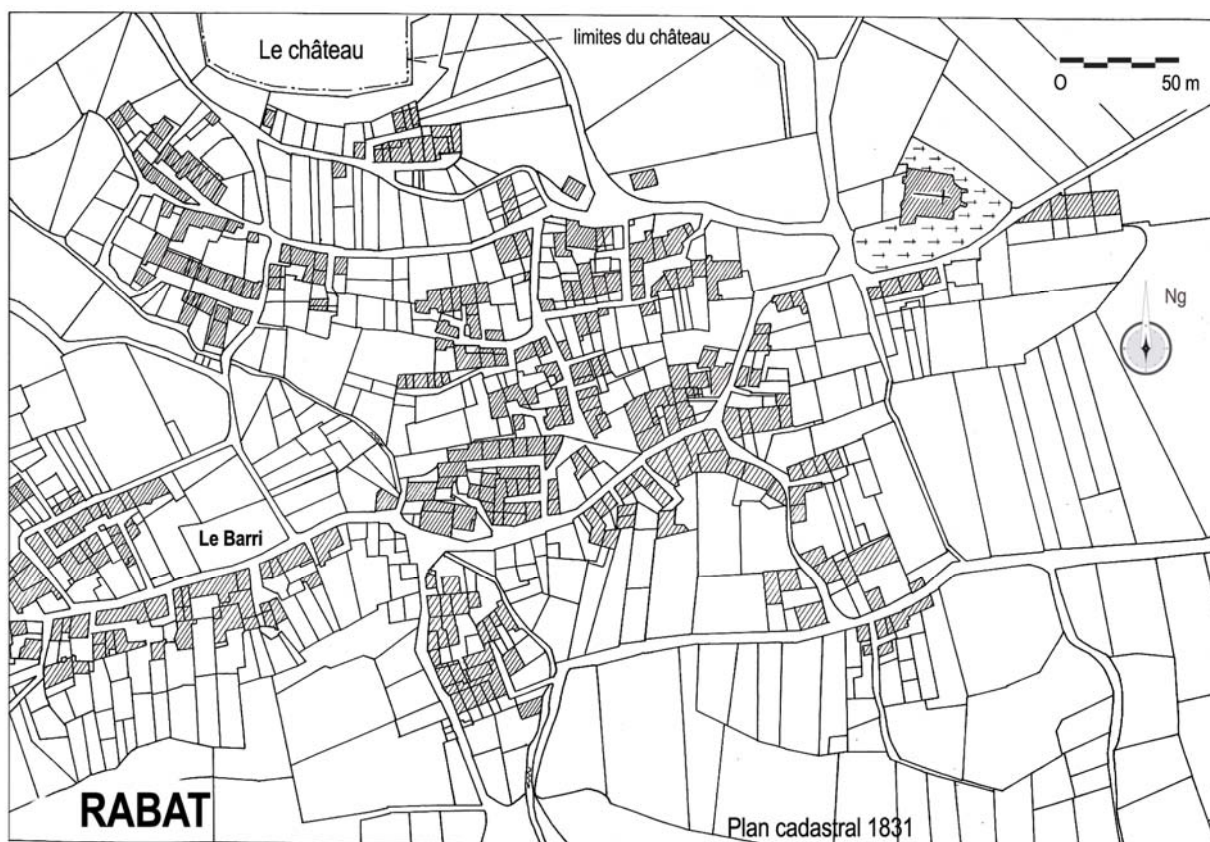 Le château
limites du château
O 50 m
Ng
Le Barri
RABAT
Plan cadastral 1831